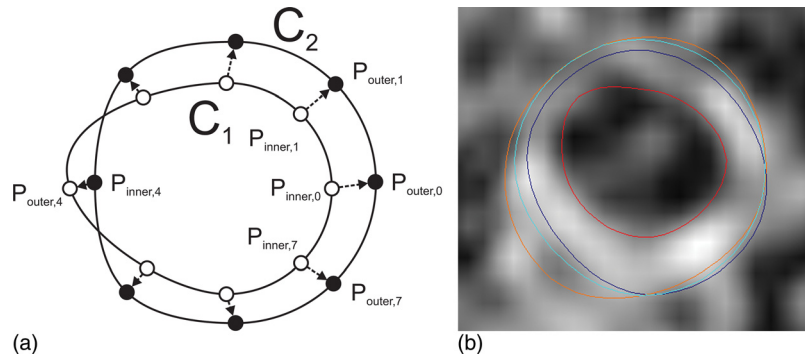 C2
Pouter,1
C1
Pinner,1
Pouter,4
Pinner,4
Pinner,0
Pouter,0
Pinner,7
Pouter,7
(a)
(b)